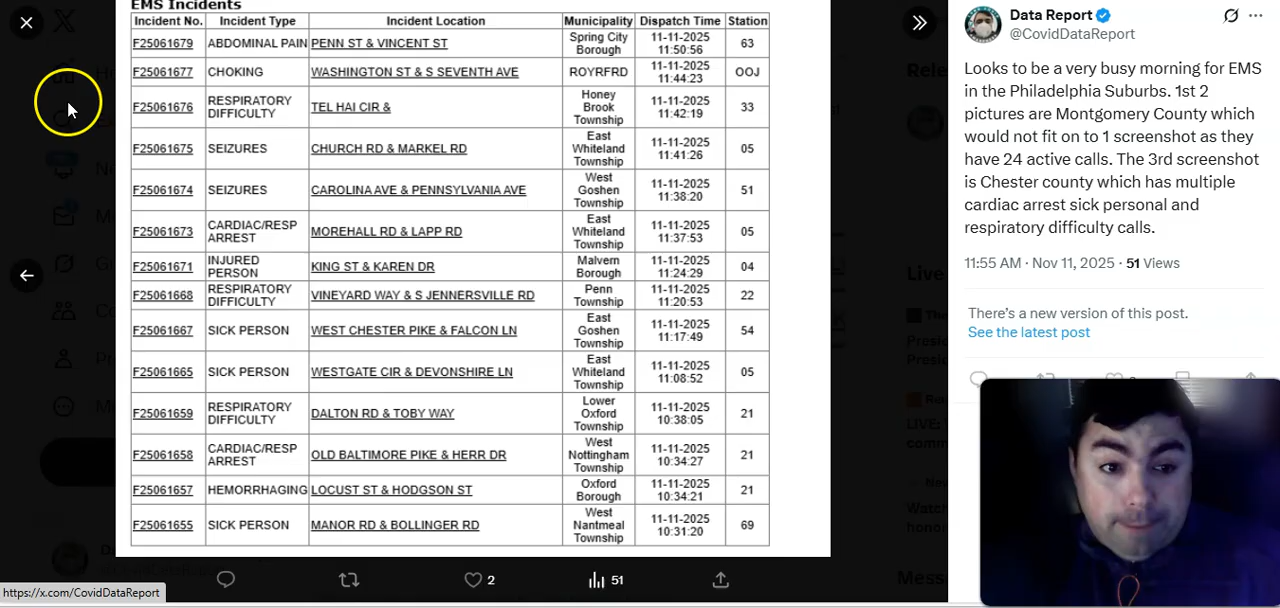 EMS Incidents
Incident No. Incident Type Incident Location Municipality Dispatch Time Station
F25061679 ABDOMINAL PAIN PENN ST & VINCENT ST Spring City Borough 11-11-2025 11:50:56 63
F25061677 CHOKING WASHINGTON ST & S SEVENTH AVE ROYRFRD 11-11-2025 11:44:23 OOJ
F25061676 RESPIRATORY DIFFICULTY TEL HAI CIR & Honey Brook Township 11-11-2025 11:42:19 33
F25061675 SEIZURES CHURCH RD & MARKEL RD East Whiteland Township 11-11-2025 11:41:26 05
F25061674 SEIZURES CAROLINA AVE & PENNSYLVANIA AVE West Goshen Township 11-11-2025 11:38:20 51
F25061673 CARDIAC/RESP ARREST MOREHALL RD & LAPP RD East Whiteland Township 11-11-2025 11:37:53 05
F25061671 INJURED PERSON KING ST & KAREN DR Malvern Borough 11-11-2025 11:24:29 04
F25061668 RESPIRATORY DIFFICULTY VINEYARD WAY & S JENNERSVILLE RD Penn Township 11-11-2025 11:20:53 22
F25061667 SICK PERSON WEST CHESTER PIKE & FALCON LN East Goshen Township 11-11-2025 11:17:49 54
F25061665 SICK PERSON WESTGATE CIR & DEVONSHIRE LN East Whiteland Township 11-11-2025 11:08:52 05
F25061659 RESPIRATORY DIFFICULTY DALTON RD & TOBY WAY Lower Oxford Township 11-11-2025 10:38:05 21
F25061658 CARDIAC/RESP ARREST OLD BALTIMORE PIKE & HERR DR West Nottingham Township 11-11-2025 10:34:27 21
F25061657 HEMORRHAGING LOCUST ST & HODGSON ST Oxford Borough 11-11-2025 10:34:21 21
F25061655 SICK PERSON MANOR RD & BOLLINGER RD West Nantmeal Township 11-11-2025 10:31:20 69
2
51
https://x.com/CovidDataReport
Data Report
@CovidDataReport
Looks to be a very busy morning for EMS
in the Philadelphia Suburbs. 1st 2
pictures are Montgomery County which
would not fit on to 1 screenshot as they
have 24 active calls. The 3rd screenshot
is Chester county which has multiple
cardiac arrest sick personal and
respiratory difficulty calls.
11:55 AM · Nov 11, 2025 · 51 Views
There's a new version of this post.
See the latest post